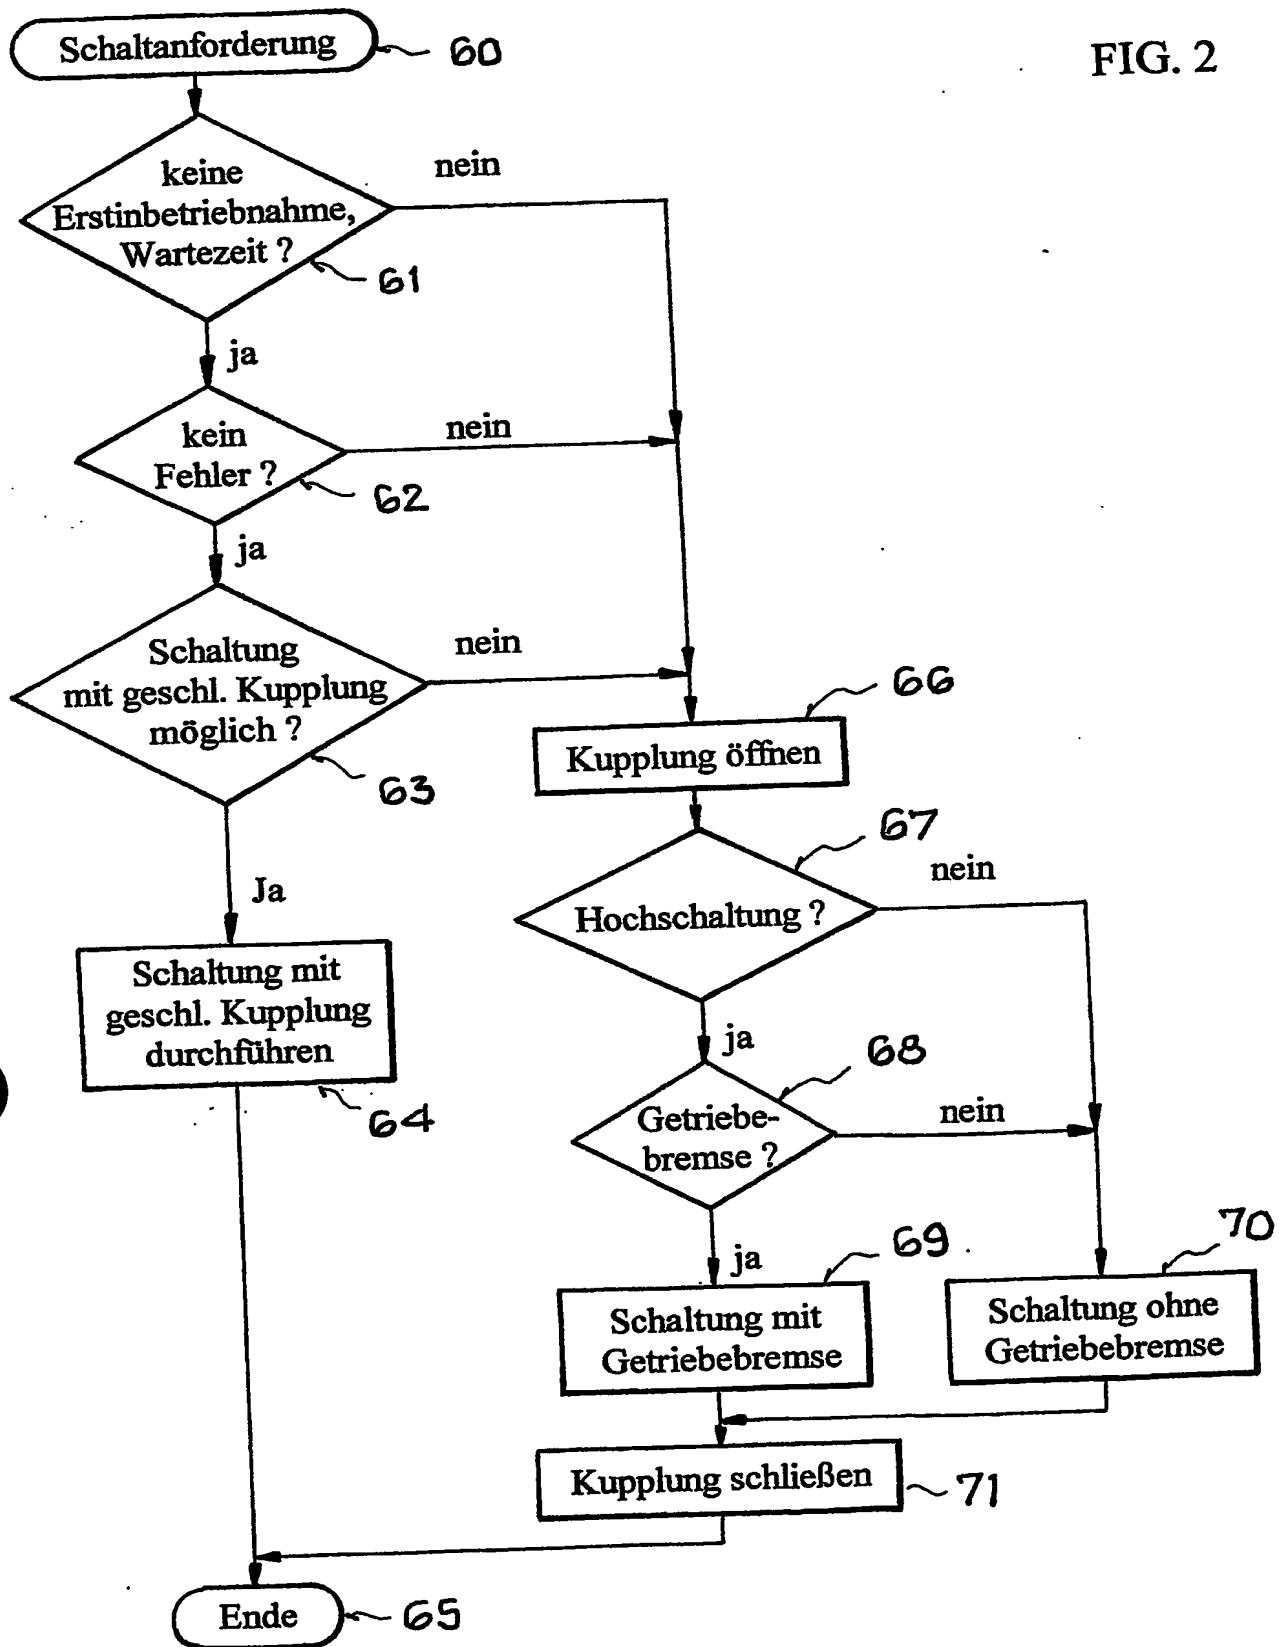 Schaltanforderung
60
FIG. 2
keine
Erstinbetriebnahme,
Wartezeit ?
nein
61
ja
kein
Fehler ?
nein
62
ja
Schaltung
mit geschl. Kupplung
möglich ?
nein
63
Ja
Schaltung mit
geschl. Kupplung
durchführen
64
66
Kupplung öffnen
67
Hochschaltung ?
nein
ja
68
Getriebe-
bremse ?
nein
ja
69
Schaltung mit
Getriebebremse
70
Schaltung ohne
Getriebebremse
Kupplung schließen
71
Ende
65